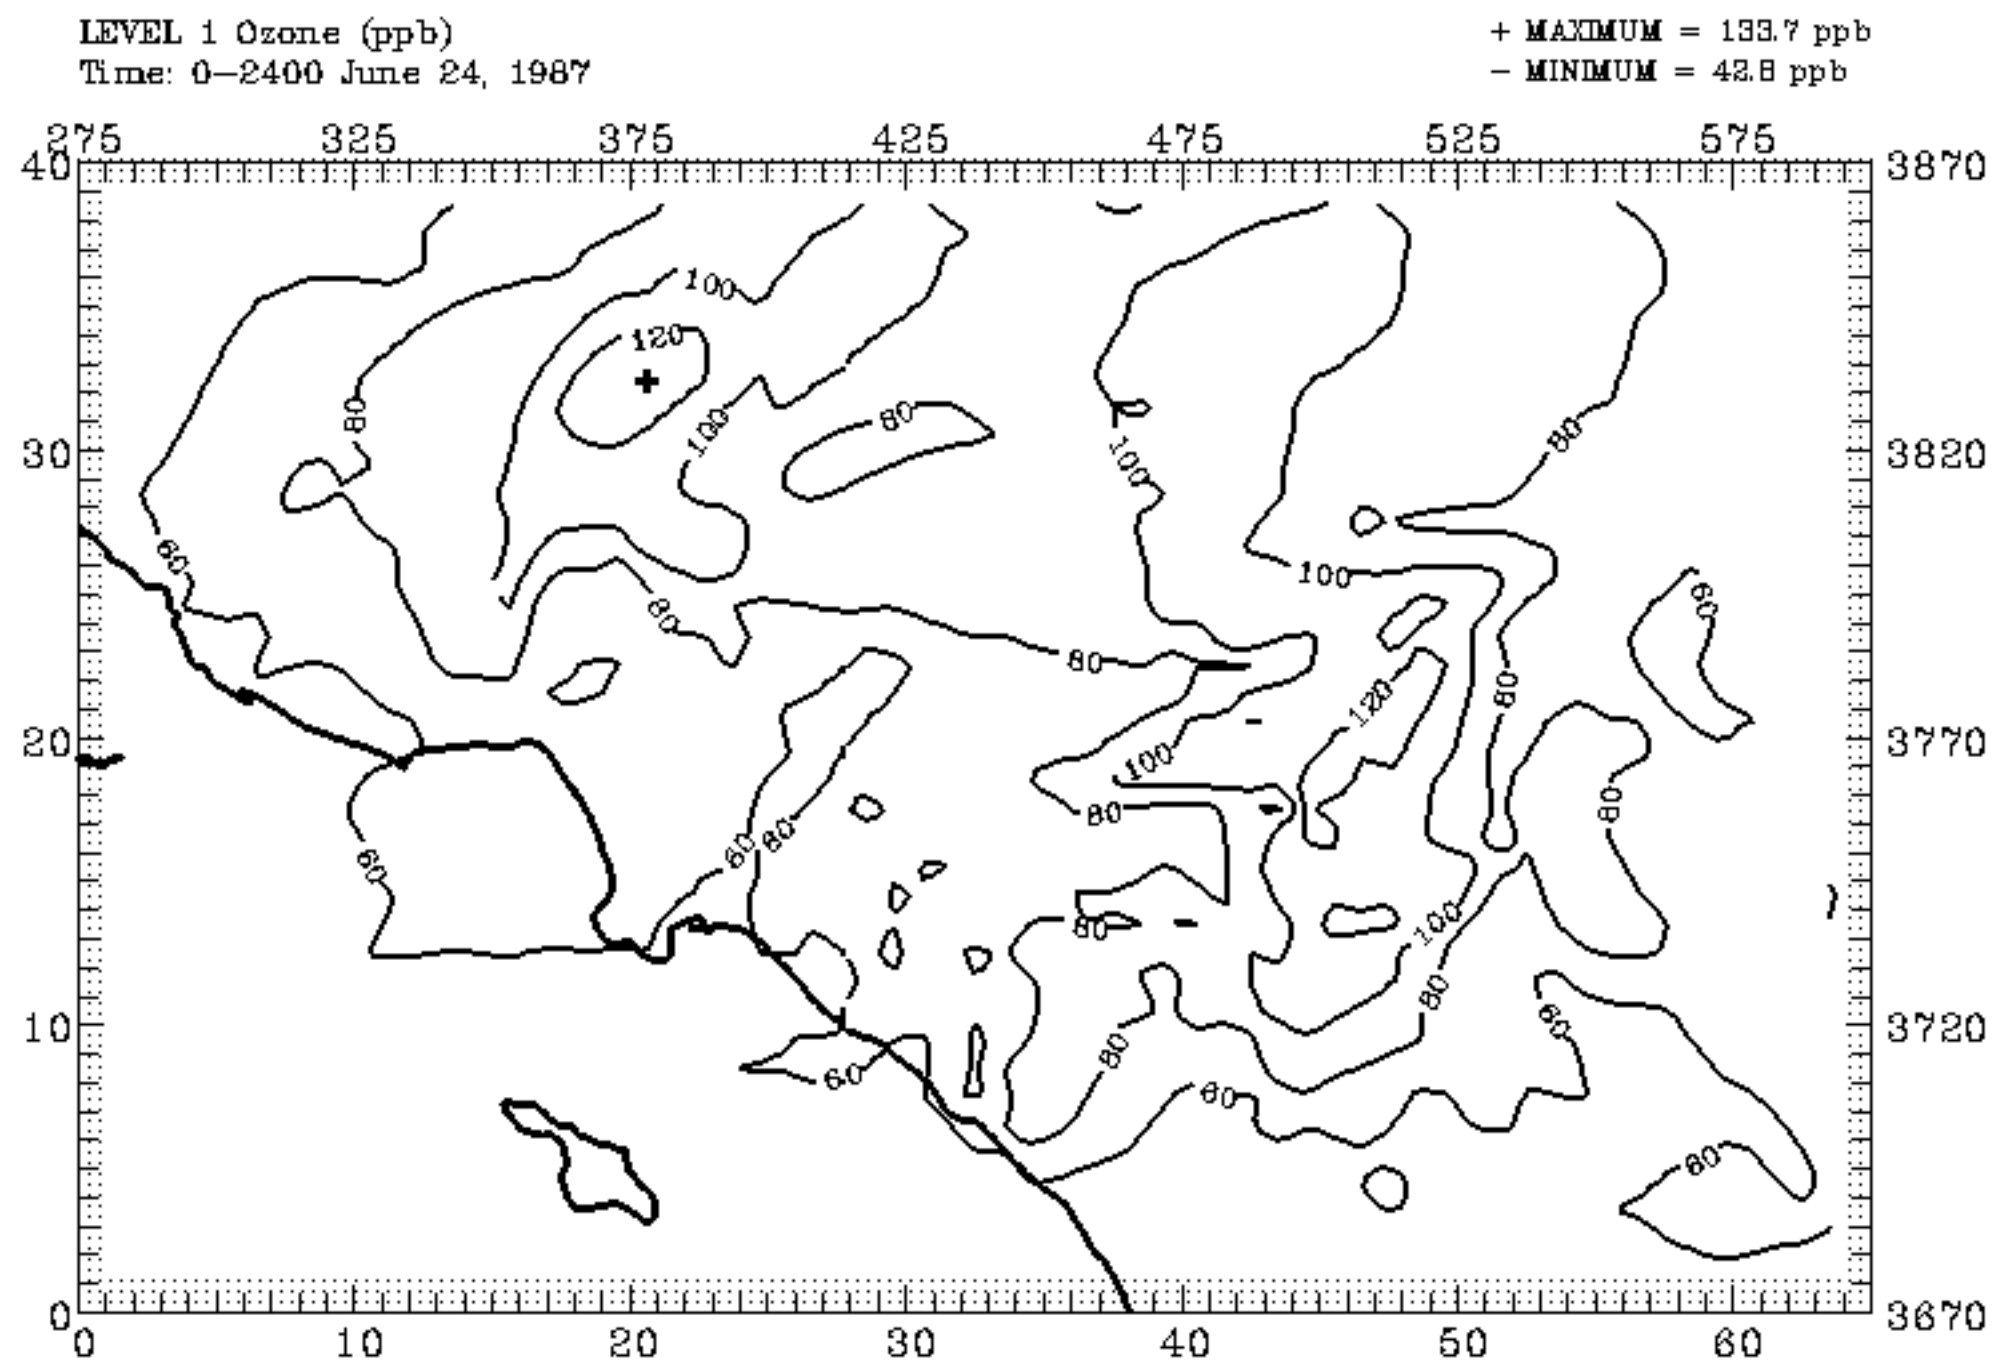 LEVEL 1 Ozone (ppb)
+ MAXIMUM = 133.7 ppb
Time: 0-2400 June 24, 1987
- MINIMUM = 42.8 ppb
275 325 375 425 475 525 575
40 3870
100
120
80
100 80
30 100 80 3820
60
100
80 60
80
120 80
20 100 3770
80 80
60 80
60
100
80
80
10 60 3720
80
60 60
60
0 3670
0 10 20 30 40 50 60